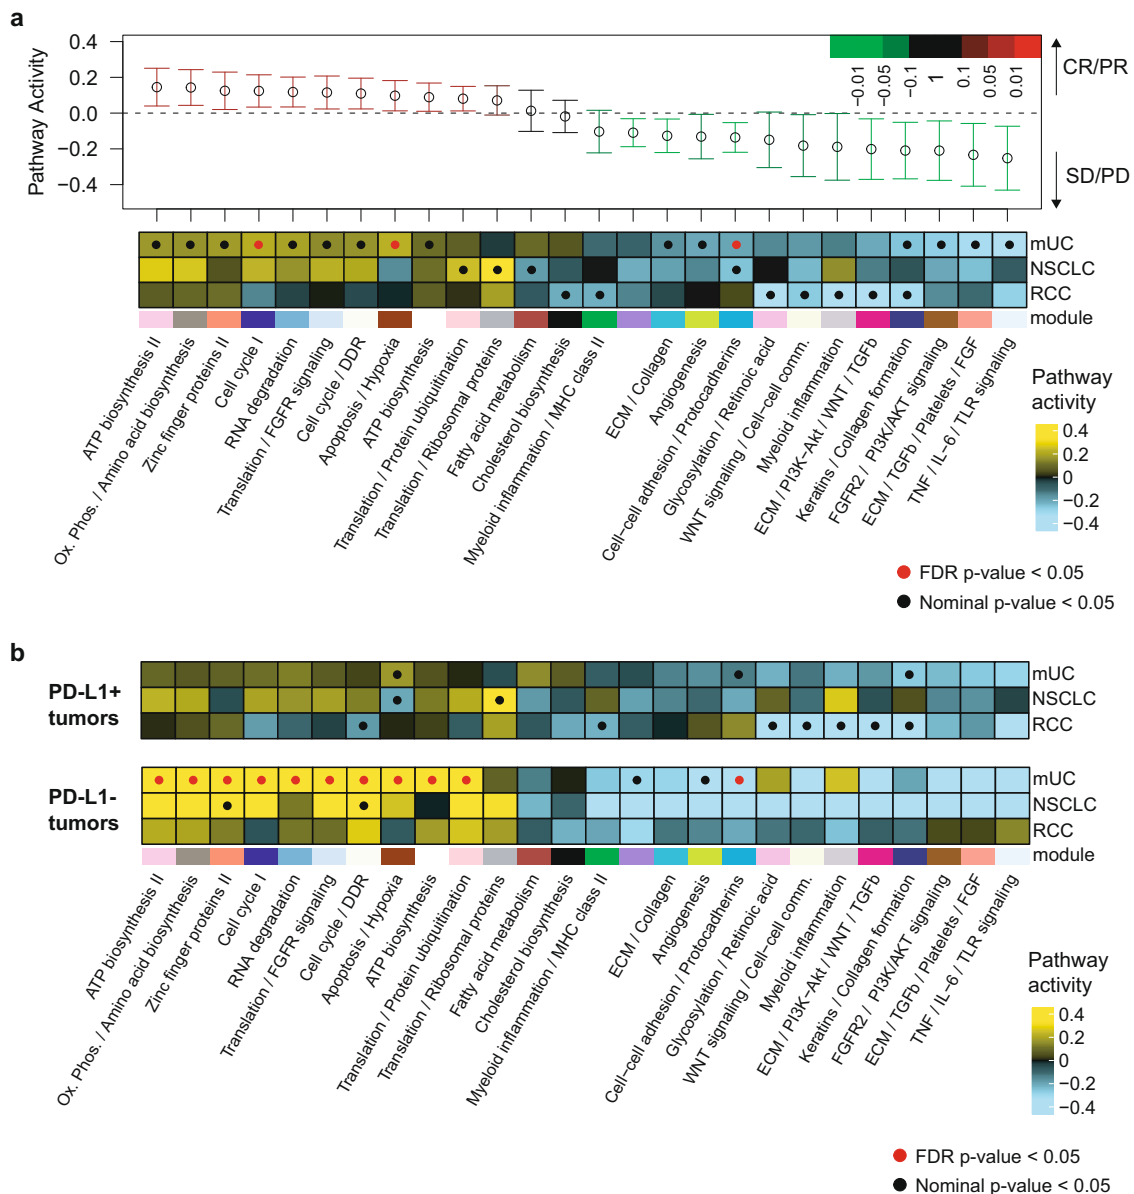 a
Pathway Activity
0.4
0.2
0.0
−0.2
−0.4
−0.01
−0.05
−0.1
1
0.1
0.05
0.01
CR/PR
SD/PD
mUC
NSCLC
RCC
module
ATP biosynthesis II
Ox. Phos. / Amino acid biosynthesis
Zinc finger proteins II
Cell cycle I
RNA degradation
Translation / FGFR signaling
Cell cycle / DDR
Apoptosis / Hypoxia
ATP biosynthesis
Translation / Protein ubiquitination
Translation / Ribosomal proteins
Fatty acid metabolism
Cholesterol biosynthesis
Myeloid inflammation / MHC class II
ECM / Collagen
Angiogenesis
Cell−cell adhesion / Protocadherins
Glycosylation / Retinoic acid
WNT signaling / Cell−cell comm.
Myeloid inflammation
ECM / PI3K−Akt / WNT / TGFb
Keratins / Collagen formation
FGFR2 / PI3K/AKT signaling
ECM / TGFb / Platelets / FGF
TNF / IL−6 / TLR signaling
Pathway
activity
0.4
0.2
0
−0.2
−0.4
FDR p-value < 0.05
Nominal p-value < 0.05
b
PD-L1+
tumors
mUC
NSCLC
RCC
PD-L1-
tumors
mUC
NSCLC
RCC
module
ATP biosynthesis II
Ox. Phos. / Amino acid biosynthesis
Zinc finger proteins II
Cell cycle I
RNA degradation
Translation / FGFR signaling
Cell cycle / DDR
Apoptosis / Hypoxia
ATP biosynthesis
Translation / Protein ubiquitination
Translation / Ribosomal proteins
Fatty acid metabolism
Cholesterol biosynthesis
Myeloid inflammation / MHC class II
ECM / Collagen
Angiogenesis
Cell−cell adhesion / Protocadherins
Glycosylation / Retinoic acid
WNT signaling / Cell−cell comm.
Myeloid inflammation
ECM / PI3K−Akt / WNT / TGFb
Keratins / Collagen formation
FGFR2 / PI3K/AKT signaling
ECM / TGFb / Platelets / FGF
TNF / IL−6 / TLR signaling
Pathway
activity
0.4
0.2
0
−0.2
−0.4
FDR p-value < 0.05
Nominal p-value < 0.05